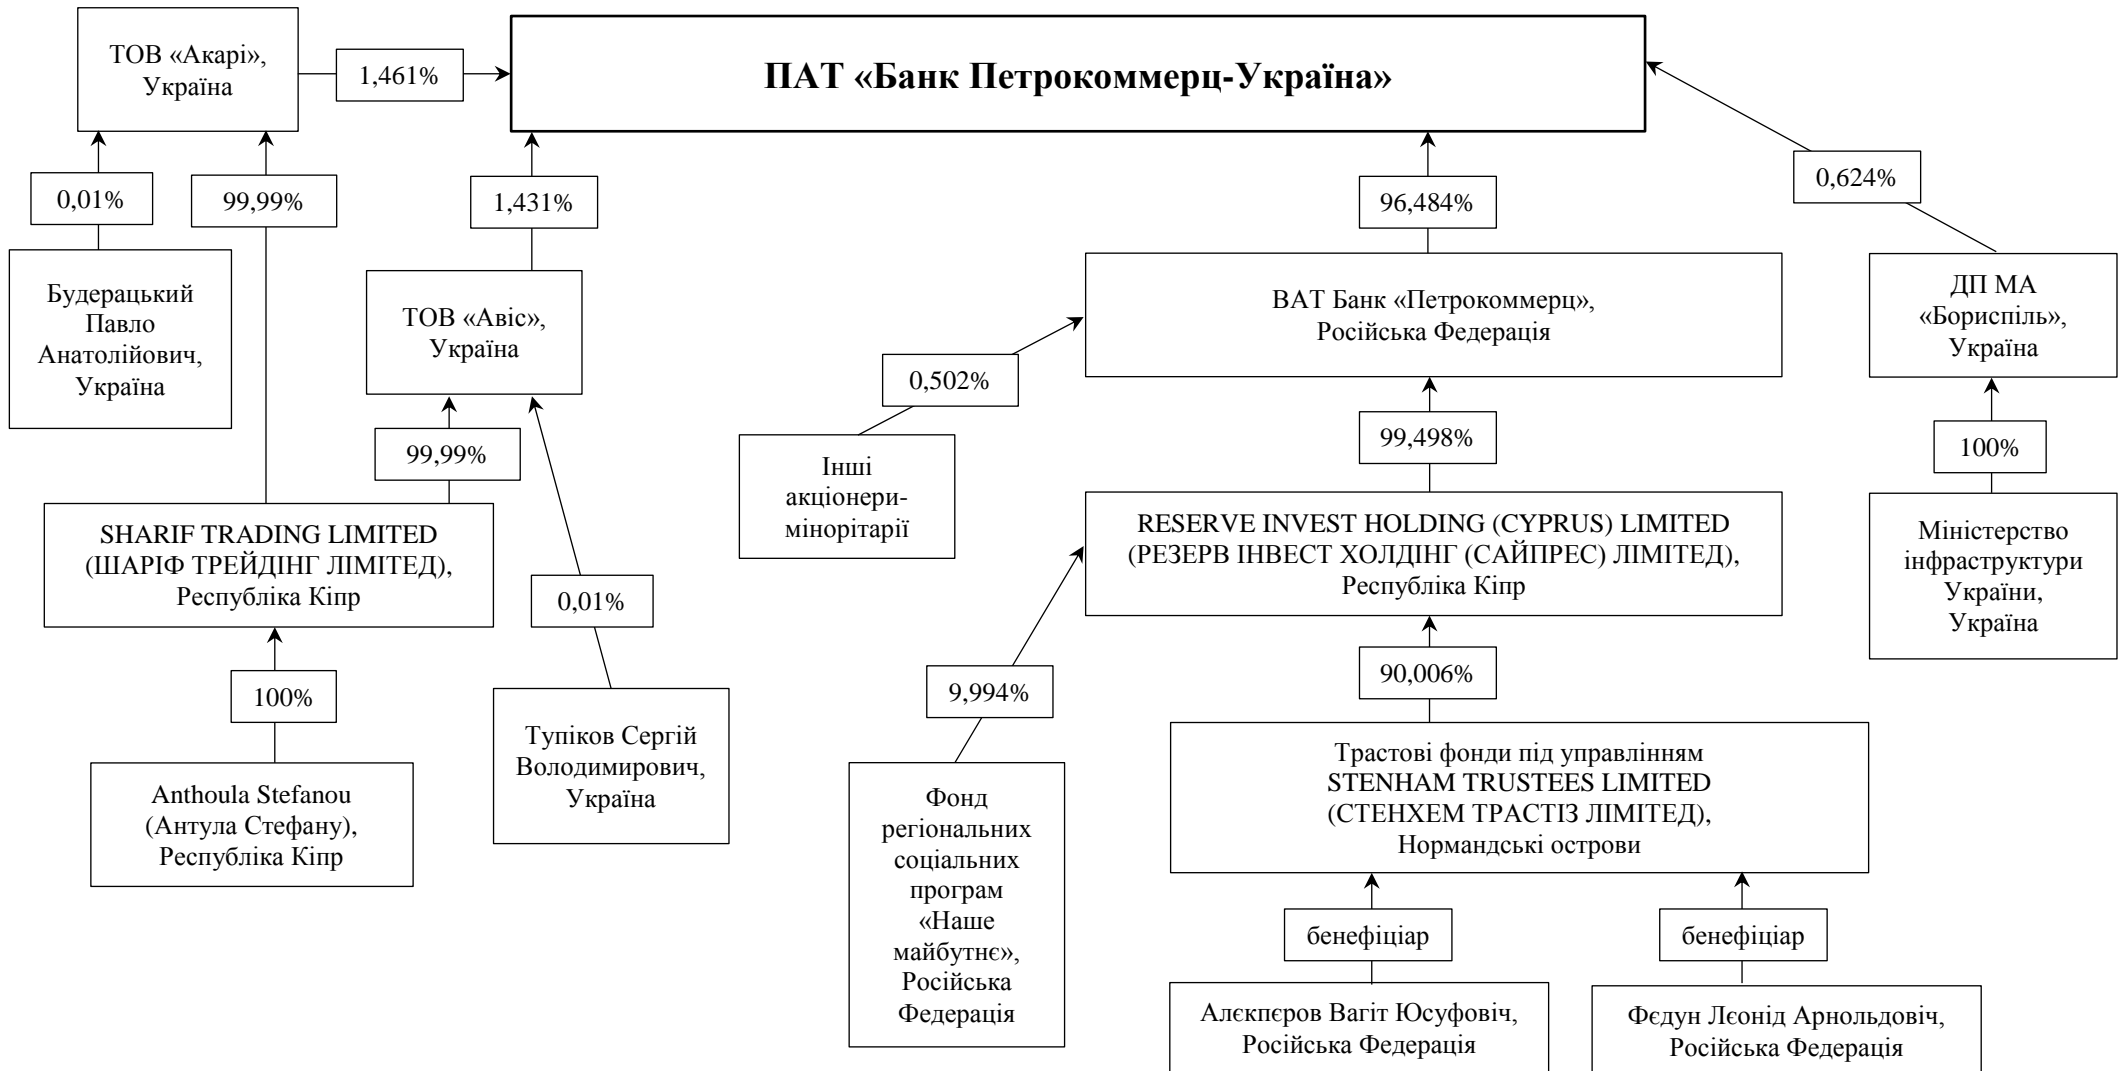 ТОВ «Акарі»,
Україна
1,461%
ПАТ «Банк Петрокоммерц-Україна»
0,01%
99,99%
1,431%
96,484%
0,624%
Будерацький
Павло
Анатолійович,
Україна
ТОВ «Авіс»,
Україна
ВАТ Банк «Петрокоммерц»,
Російська Федерація
ДП МА
«Бориспіль»,
Україна
0,502%
99,99%
99,498%
100%
Інші
акціонери-
мінорітарії
SHARIF TRADING LIMITED
(ШАРІФ ТРЕЙДІНГ ЛІМІТЕД),
Республіка Кіпр
RESERVE INVEST HOLDING (CYPRUS) LIMITED
(РЕЗЕРВ ІНВЕСТ ХОЛДІНГ (САЙПРЕС) ЛІМІТЕД),
Республіка Кіпр
Міністерство
інфраструктури
України,
Україна
0,01%
100%
9,994%
90,006%
Anthoula Stefanou
(Антула Стефану),
Республіка Кіпр
Тупіков Сергій
Володимирович,
Україна
Фонд
регіональних
соціальних
програм
«Наше
майбутнє»,
Російська
Федерація
Трастові фонди під управлінням
STENHAM TRUSTEES LIMITED
(СТЕНХЕМ ТРАСТІЗ ЛІМІТЕД),
Нормандські острови
бенефіціар
бенефіціар
Алєкпєров Вагіт Юсуфовіч,
Російська Федерація
Фєдун Лєонід Арнольдовіч,
Російська Федерація